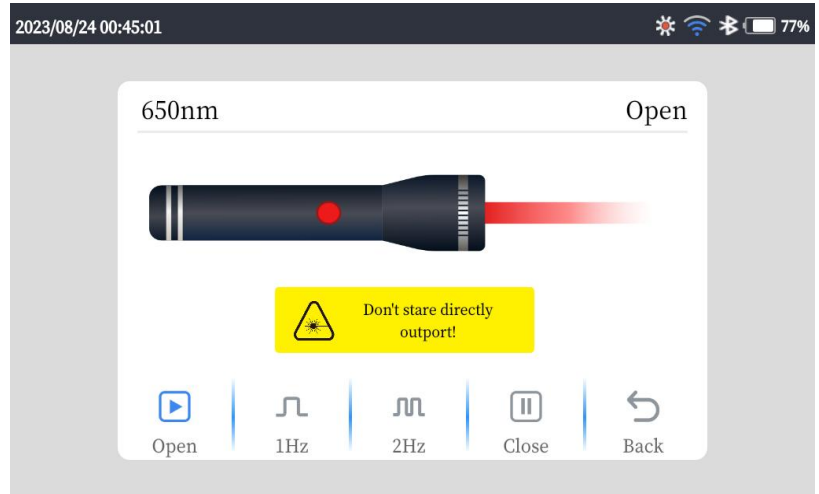 2023/08/24 00:45:01 77%
650nm Open
Don't stare directly
outport!
Open 1Hz 2Hz Close Back